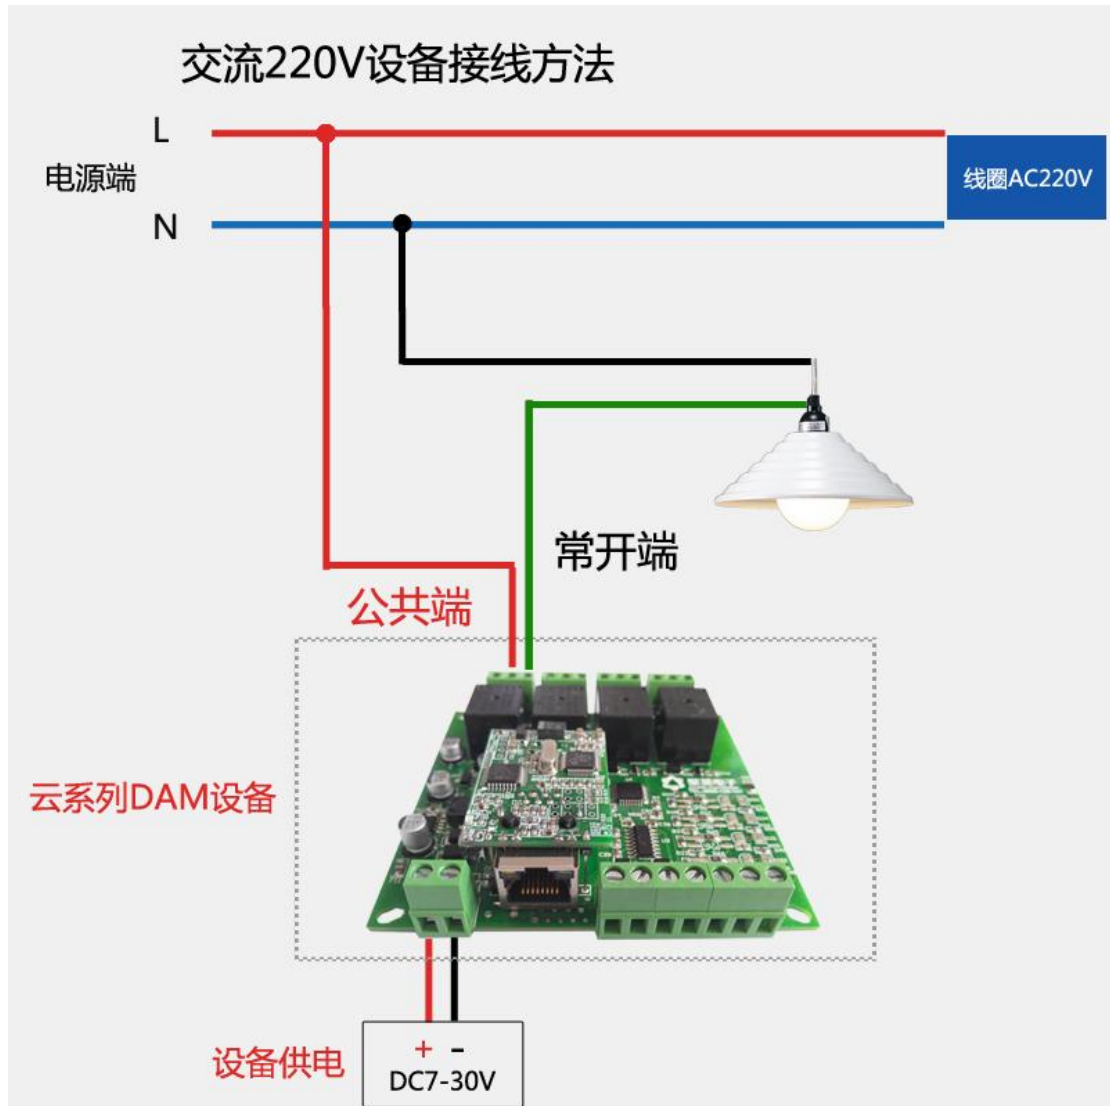 交流220V设备接线方法
L
电源端
线圈AC220V
N
常开端
公共端
云系列DAM设备
+ -
设备供电
DC7-30V